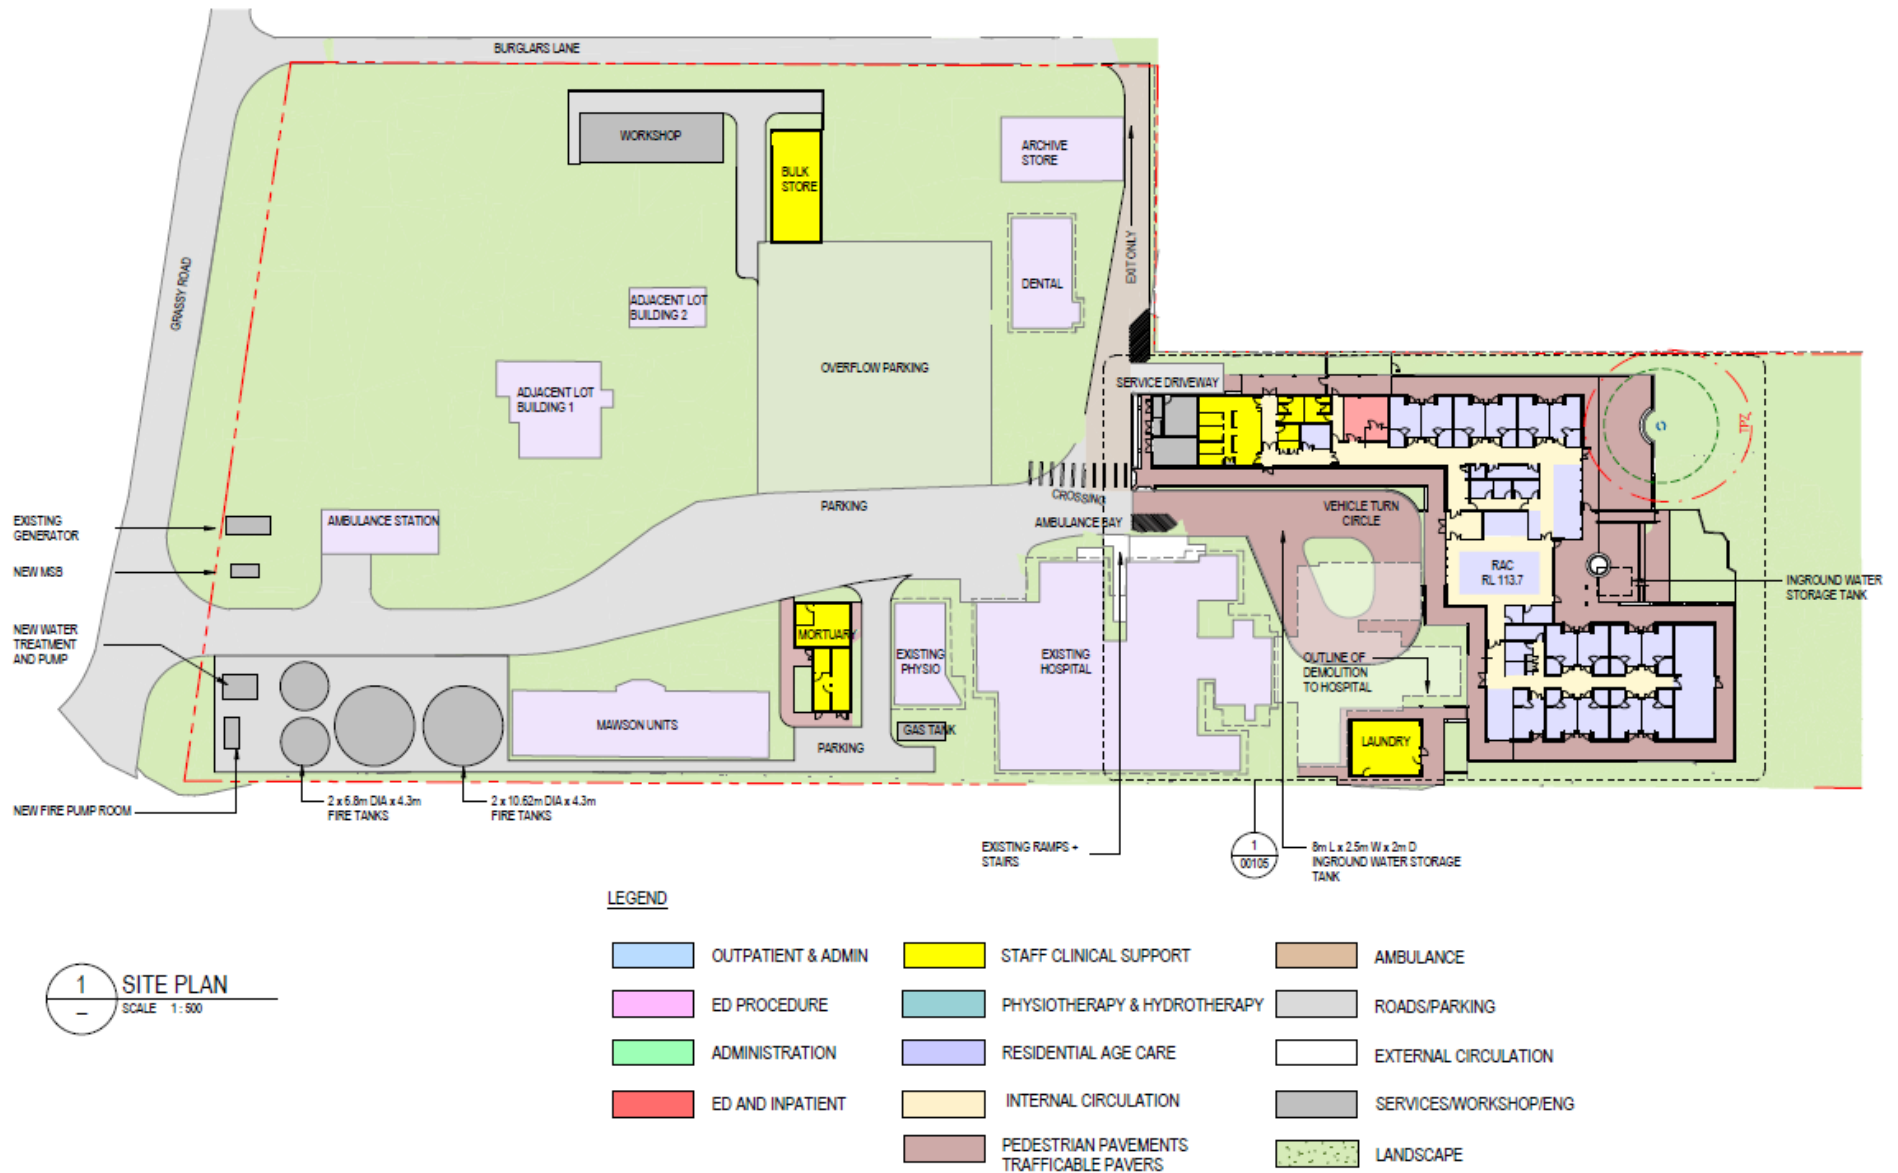 BURGLARS LANE
WORKSHOP
BULK
STORE
ARCHIVE
STORE
EXIT ONLY
DENTAL
GRASSY ROAD
ADJACENT LOT
BUILDING 2
OVERFLOW PARKING
ADJACENT LOT
BUILDING 1
SERVICE DRIVEWAY
TPZ
CROSSING
PARKING
VEHICLE TURN
CIRCLE
AMBULANCE BAY
AMBULANCE STATION
EXISTING
GENERATOR
NEW MSB
RAC
RL 113.7
INGROUND WATER
STORAGE TANK
NEW WATER
TREATMENT
AND PUMP
MORTUARY
EXISTING
PHYSIO
EXISTING
HOSPITAL
OUTLINE OF
DEMOLITION
TO HOSPITAL
MAWSON UNITS
GAS TANK
PARKING
LAUNDRY
NEW FIRE PUMP ROOM
2 x 6.8m DIA x 4.3m
FIRE TANKS
2 x 10.62m DIA x 4.3m
FIRE TANKS
EXISTING RAMPS +
STAIRS
1
00105
8m L x 2.5m W x 2m D
INGROUND WATER STORAGE
TANK
LEGEND
OUTPATIENT & ADMIN
STAFF CLINICAL SUPPORT
AMBULANCE
ED PROCEDURE
PHYSIOTHERAPY & HYDROTHERAPY
ROADS/PARKING
ADMINISTRATION
RESIDENTIAL AGE CARE
EXTERNAL CIRCULATION
ED AND INPATIENT
INTERNAL CIRCULATION
SERVICES/WORKSHOP/ENG
PEDESTRIAN PAVEMENTS
TRAFFICABLE PAVERS
LANDSCAPE
1
–
SITE PLAN
SCALE 1 : 500